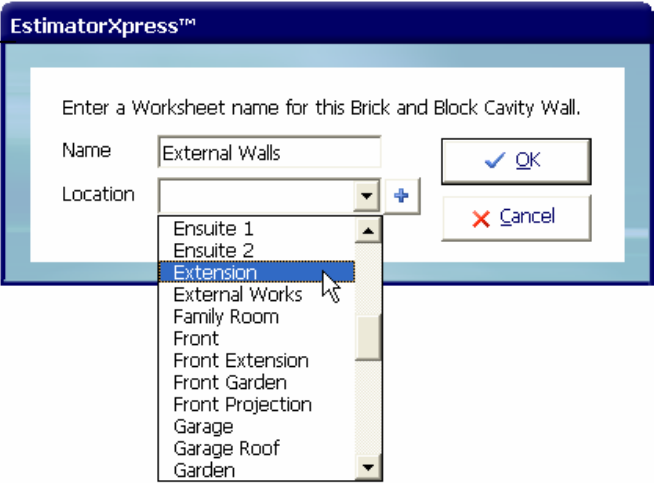 EstimatorXpress™
Enter a Worksheet name for this Brick and Block Cavity Wall.
Name
External Walls
OK
Location
Cancel
Ensuite 1
Ensuite 2
Extension
External Works
Family Room
Front
Front Extension
Front Garden
Front Projection
Garage
Garage Roof
Garden